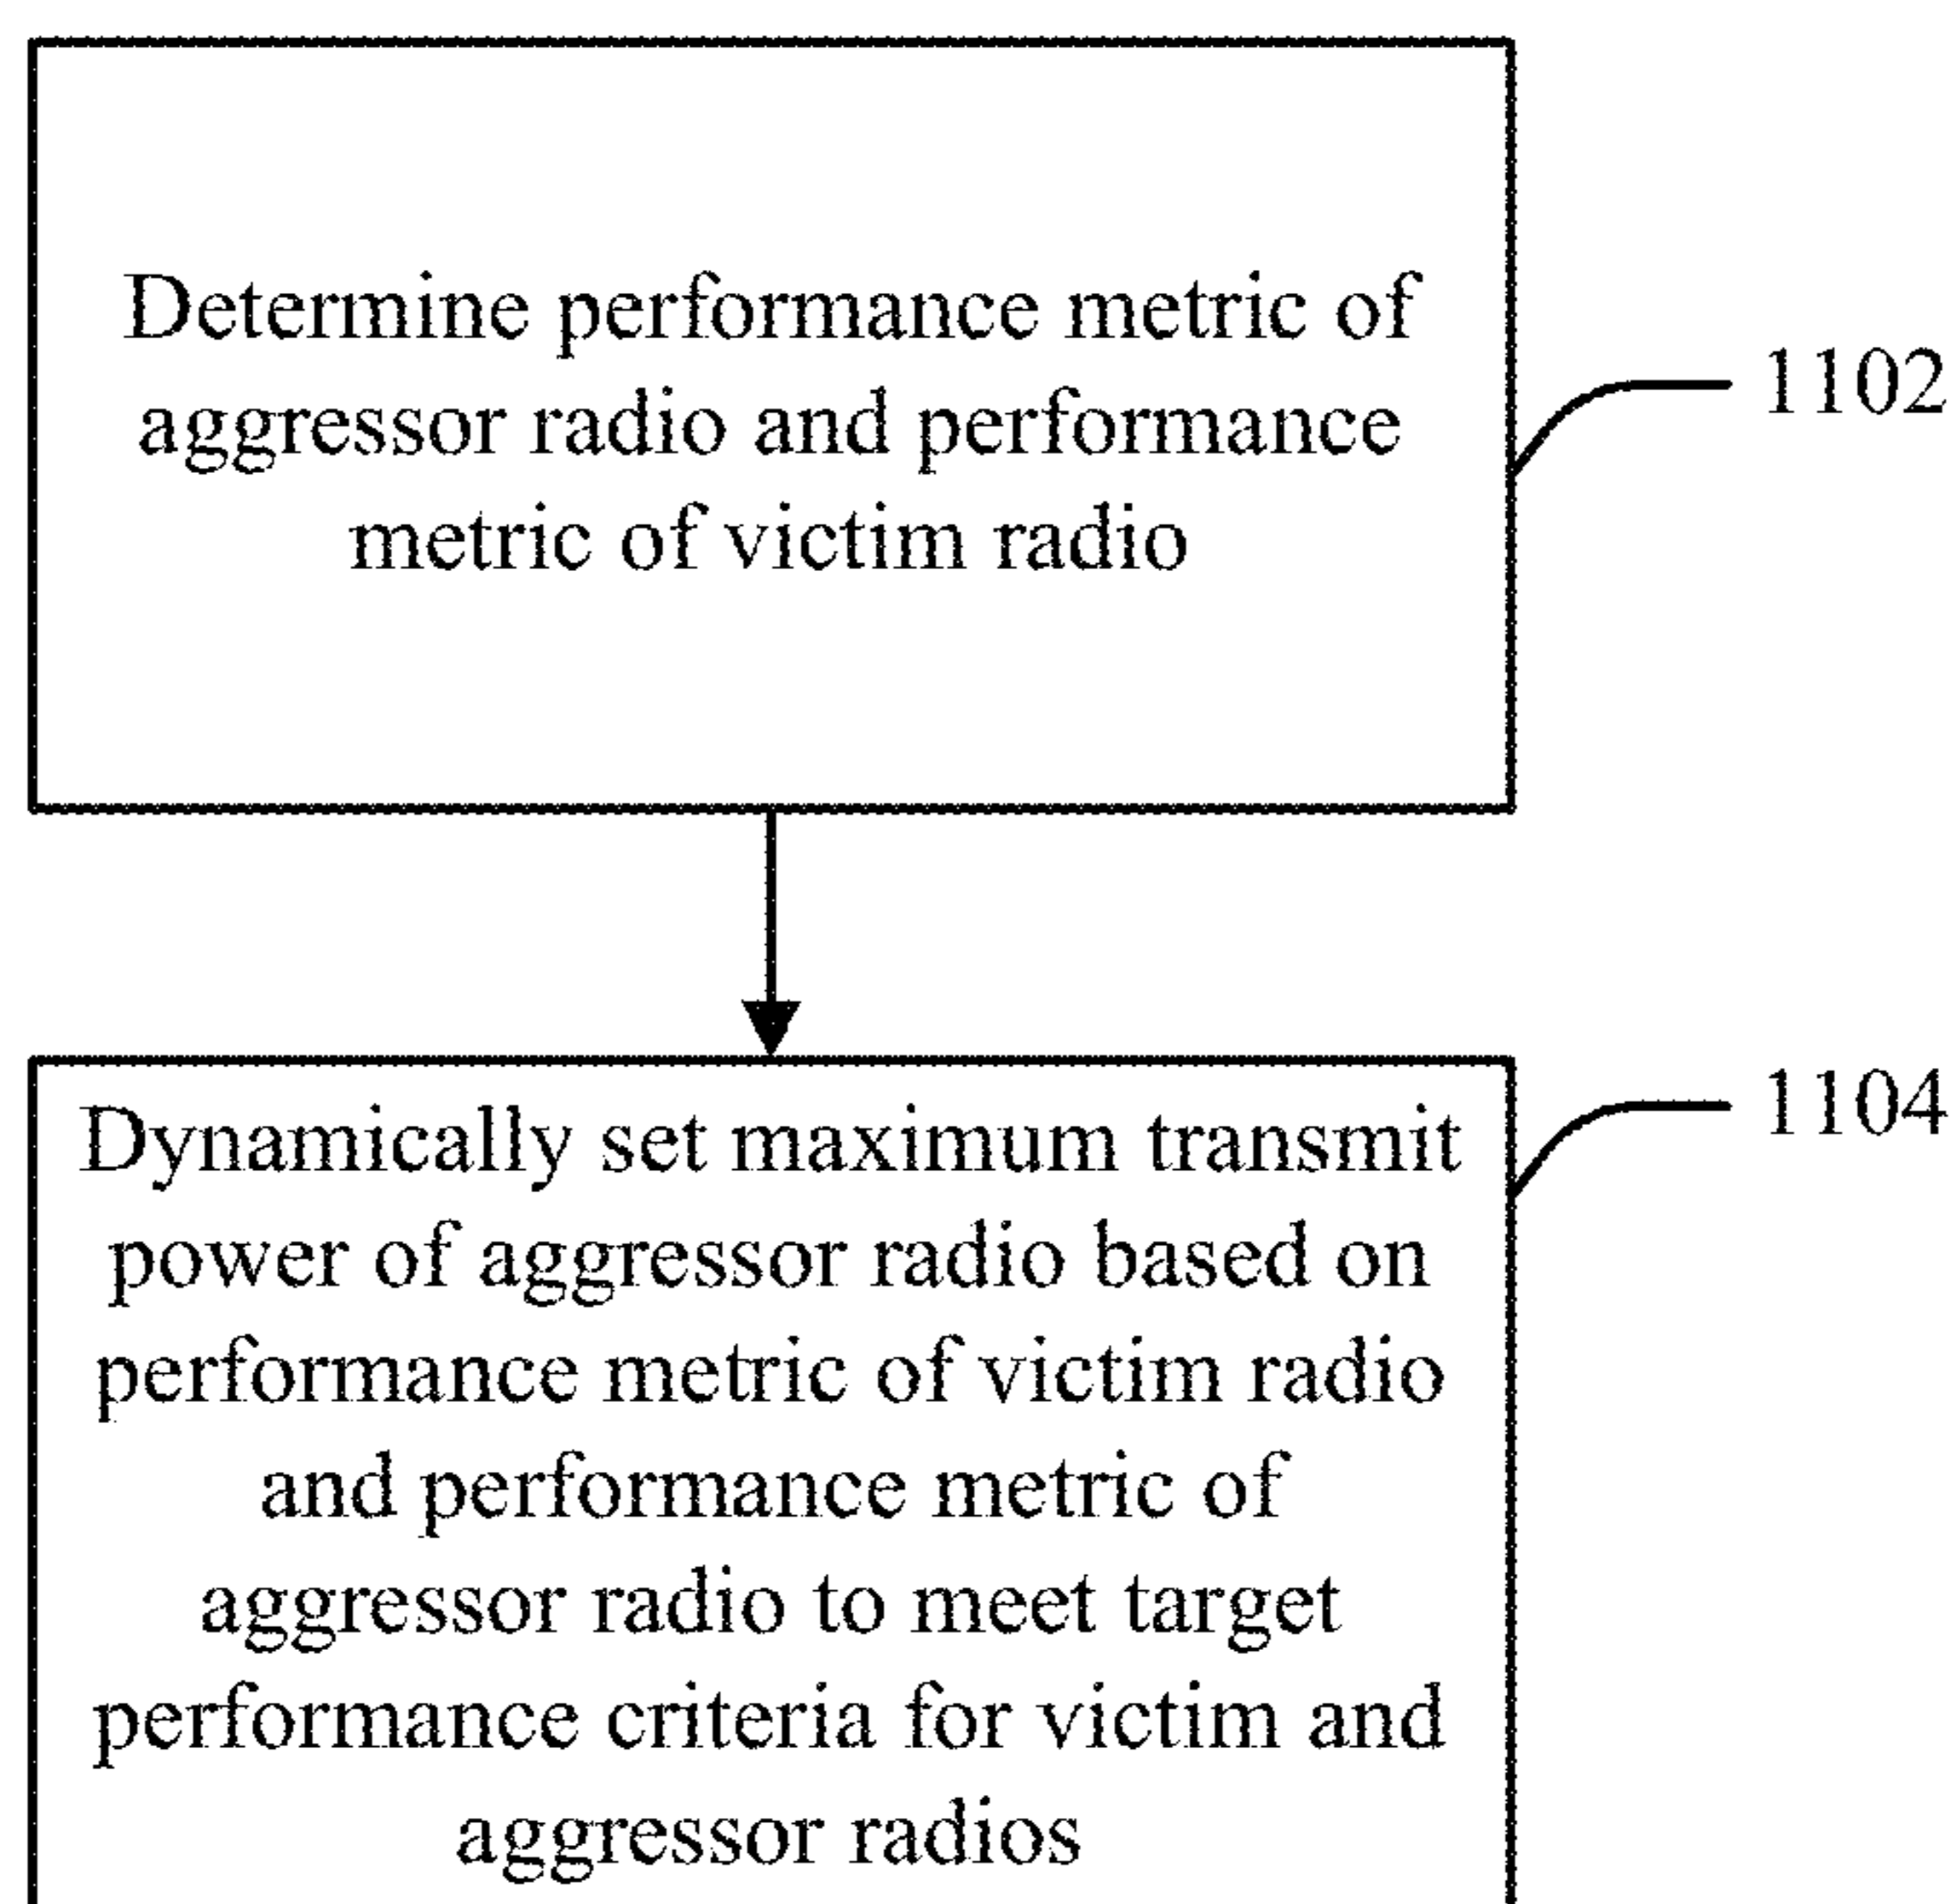 Determine performance metric of
aggressor radio and performance
metric of victim radio
1102
Dynamically set maximum transmit
power of aggressor radio based on
performance metric of victim radio
and performance metric of
aggressor radio to meet target
performance criteria for victim and
aggressor radios
1104